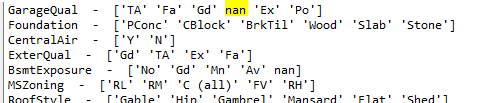 GarageQual - ['TA' 'Fa' 'Gd' nan 'Ex' 'Po']
Foundation - ['PConc' 'CBlock' 'BrkTil' 'Wood' 'Slab' 'Stone']
CentralAir - ['Y' 'N']
ExterQual - ['Gd' 'TA' 'Ex' 'Fa']
BsmtExposure - ['No' 'Gd' 'Mn' 'Av' nan]
MSZoning - ['RL' 'RM' 'C (all)' 'FV' 'RH']
RoofStyle - ['Gable' 'Hip' 'Gambrel' 'Mansard' 'Flat' 'Shed']